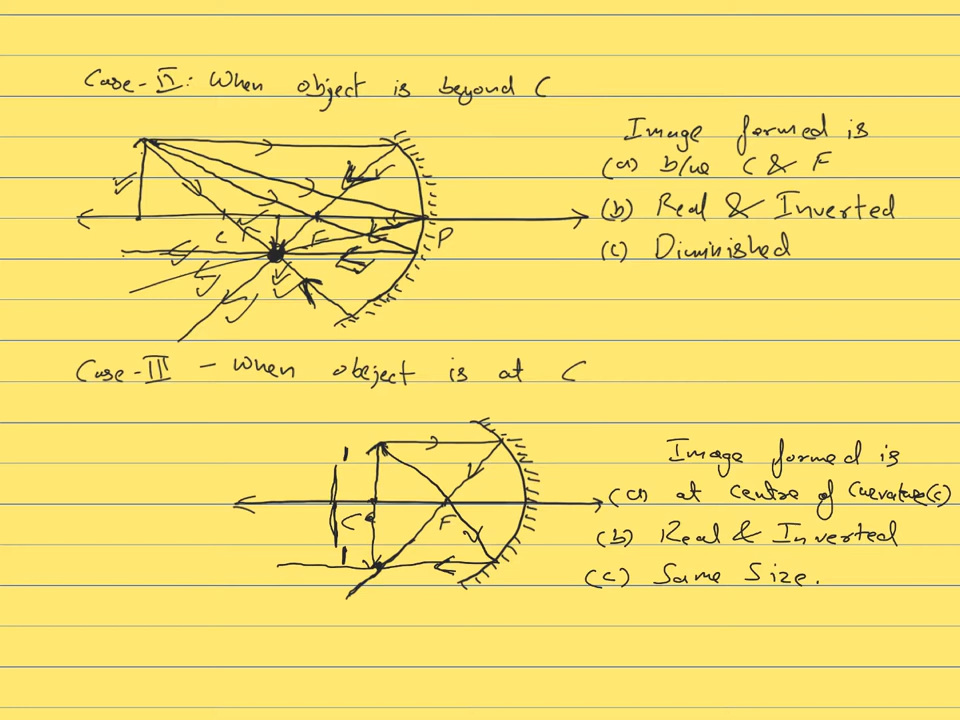 Case-II: When object is beyond C
Image formed is
(a) b/w C & F
(b) Real & Inverted
(c) Diminished
C F P
Case-III - When object is at C
Image formed is
(a) at centre of Curvature(c)
(b) Real & Inverted
(c) Same Size.
C F